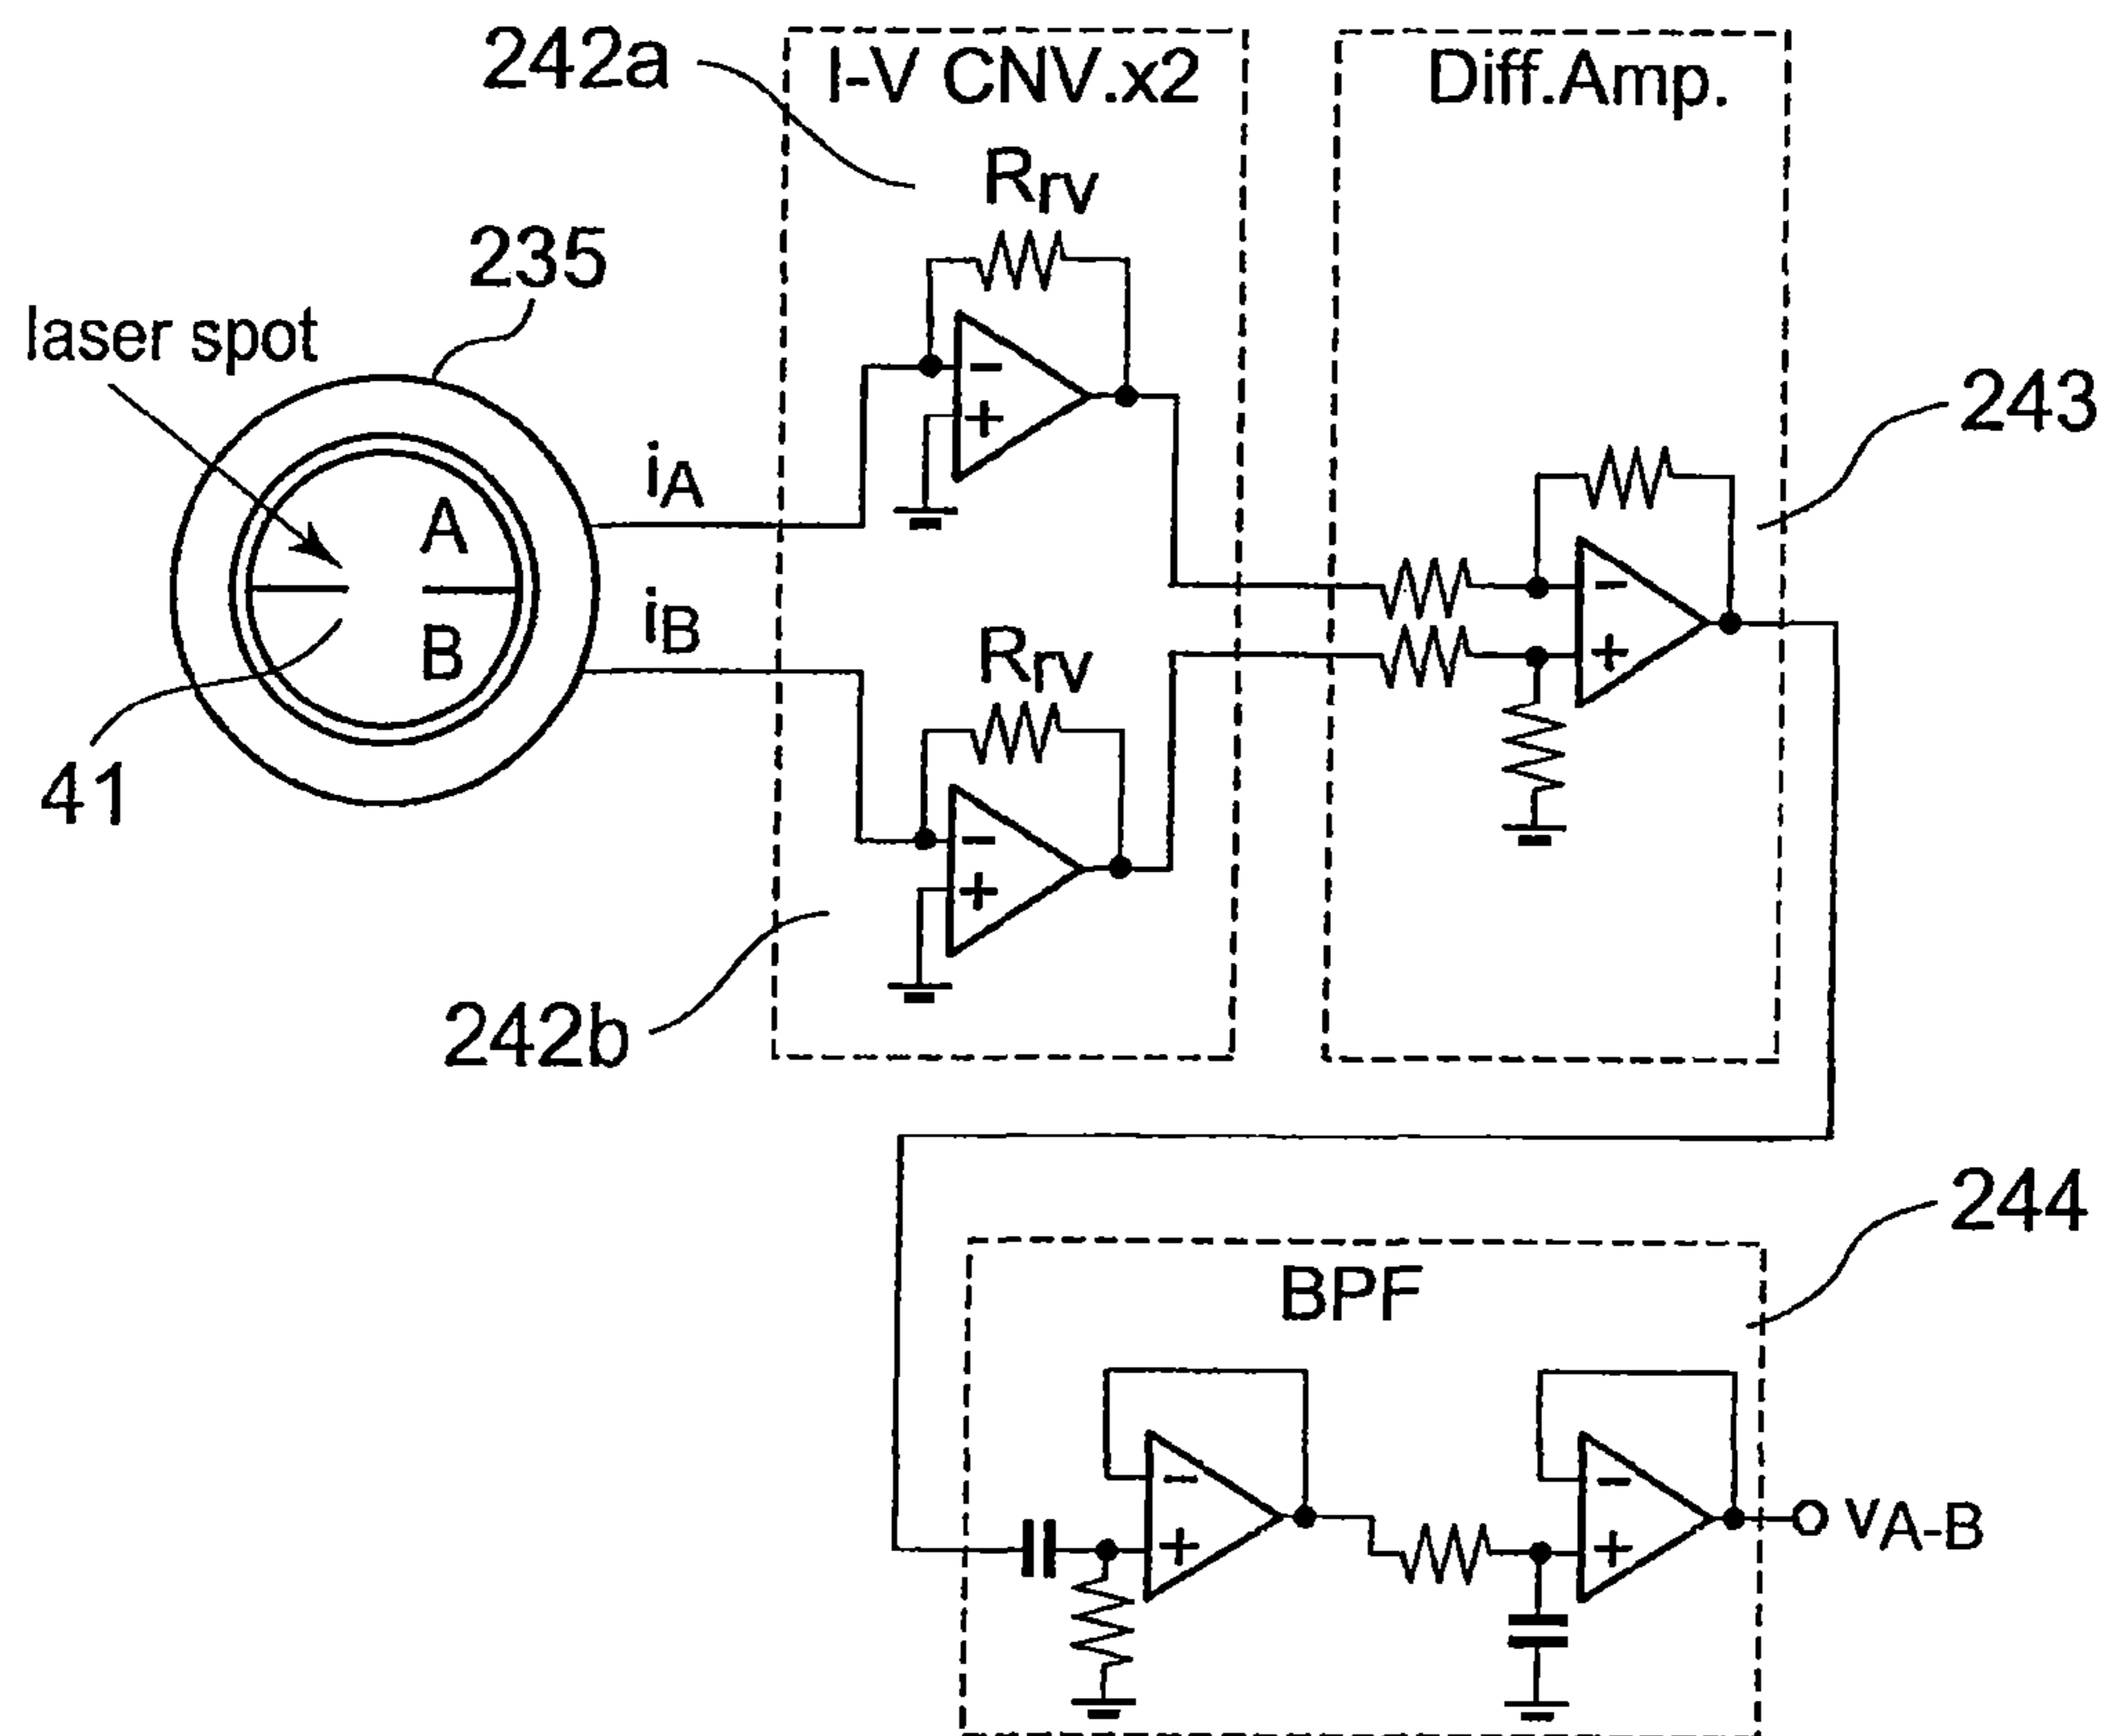 242a
I-V CNV.x2
Diff.Amp.
Rrv
235
laser spot
243
iA
A
iB
B
Rrv
41
242b
244
BPF
vA-B